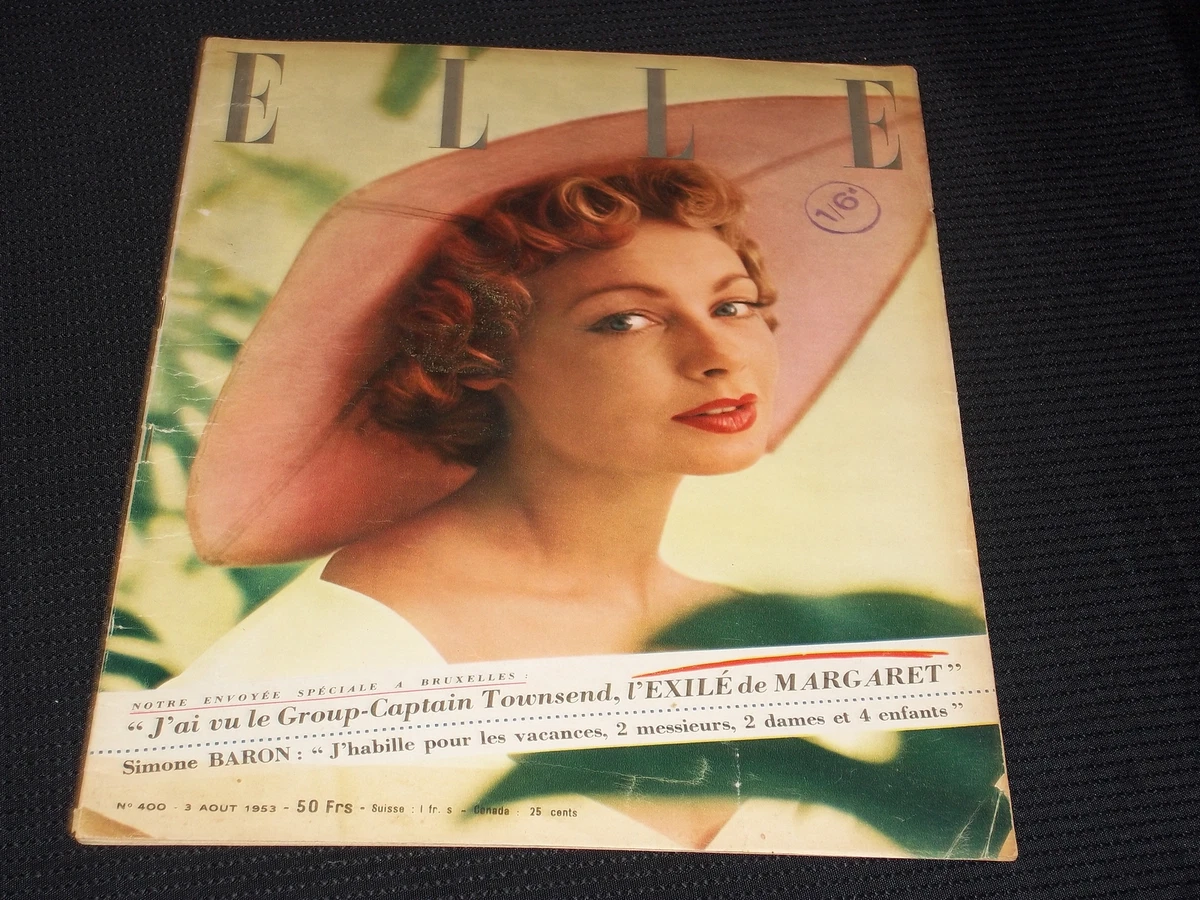 E L L E
1/6ᵈ
NOTRE ENVOYÉE SPÉCIALE A BRUXELLES :
“ J'ai vu le Group-Captain Townsend, l'EXILÉ de MARGARET ”
Simone BARON : “ J'habille pour les vacances, 2 messieurs, 2 dames et 4 enfants ”
N° 400 - 3 AOUT 1953 - 50 Frs - Suisse : 1 fr. s - Canada : 25 cents